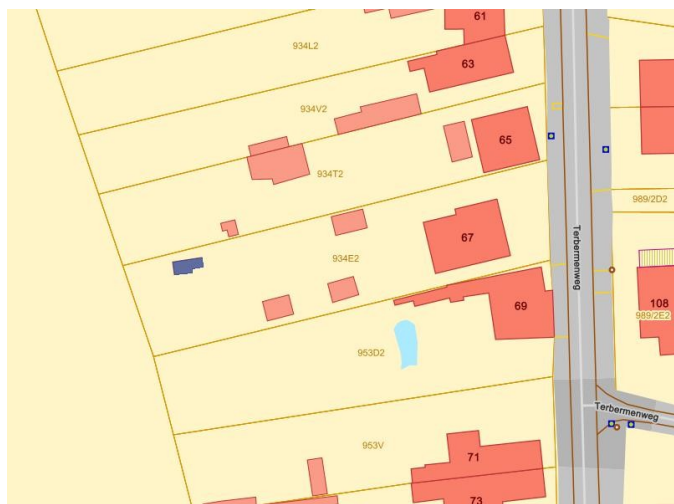 61
934L2
63
934V2
65
934T2
989/2D2
67
934E2
Terbermenweg
69
108
989/2E2
953D2
Terbermenweg
953V
71
73